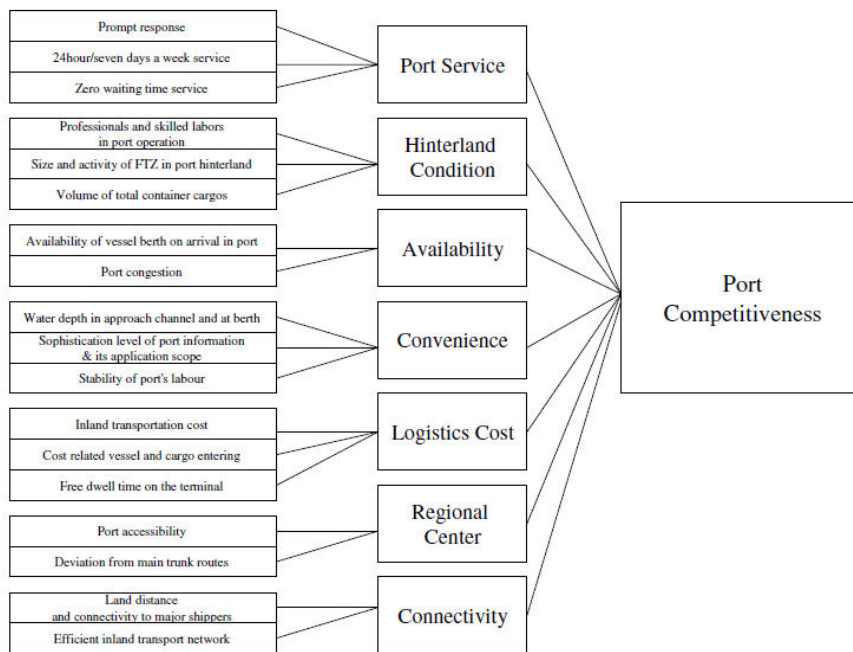 Prompt response
24hour/seven days a week service
Zero waiting time service
Port Service
Professionals and skilled labors
in port operation
Size and activity of FTZ in port hinterland
Volume of total container cargos
Hinterland
Condition
Availability of vessel berth on arrival in port
Port congestion
Availability
Water depth in approach channel and at berth
Sophistication level of port information
& its application scope
Stability of port's labour
Convenience
Inland transportation cost
Cost related vessel and cargo entering
Free dwell time on the terminal
Logistics Cost
Port accessibility
Deviation from main trunk routes
Regional
Center
Land distance
and connectivity to major shippers
Efficient inland transport network
Connectivity
Port
Competitiveness